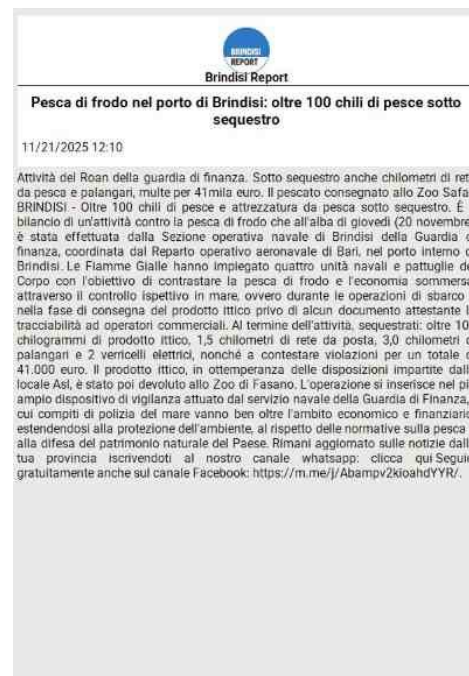 BRINDISI
REPORT
Brindisi Report
Pesca di frodo nel porto di Brindisi: oltre 100 chili di pesce sotto
sequestro
11/21/2025 12:10
Attività del Roan della guardia di finanza. Sotto sequestro anche chilometri di ret
da pesca e palangari, multe per 41mila euro. Il pescato consegnato allo Zoo Safa
BRINDISI - Oltre 100 chili di pesce e attrezzatura da pesca sotto sequestro. È
bilancio di un'attività contro la pesca di frodo che all'alba di giovedì (20 novembre
è stata effettuata dalla Sezione operativa navale di Brindisi della Guardia d
finanza, coordinata dal Reparto operativo aeronavale di Bari, nel porto interno d
Brindisi. Le Fiamme Gialle hanno impiegato quattro unità navali e pattuglie de
Corpo con l'obiettivo di contrastare la pesca di frodo e l'economia sommersa
attraverso il controllo ispettivo in mare, ovvero durante le operazioni di sbarco
nella fase di consegna del prodotto ittico privo di alcun documento attestante l
tracciabilità ad operatori commerciali. Al termine dell'attività, sequestrati: oltre 10
chilogrammi di prodotto ittico, 1,5 chilometri di rete da posta, 3,0 chilometri d
palangari e 2 verricelli elettrici, nonché a contestare violazioni per un totale d
41.000 euro. Il prodotto ittico, in ottemperanza delle disposizioni impartite dall
locale Asl, è stato poi devoluto allo Zoo di Fasano. L'operazione si inserisce nel pi
ampio dispositivo di vigilanza attuato dal servizio navale della Guardia di Finanza,
cui compiti di polizia del mare vanno ben oltre l'ambito economico e finanziario
estendendosi alla protezione dell'ambiente, al rispetto delle normative sulla pesca
alla difesa del patrimonio naturale del Paese. Rimani aggiornato sulle notizie dall
tua provincia iscrivendoti al nostro canale whatsapp: clicca qui Seguic
gratuitamente anche sul canale Facebook: https://m.me/j/Abampv2kioahdYYR/.